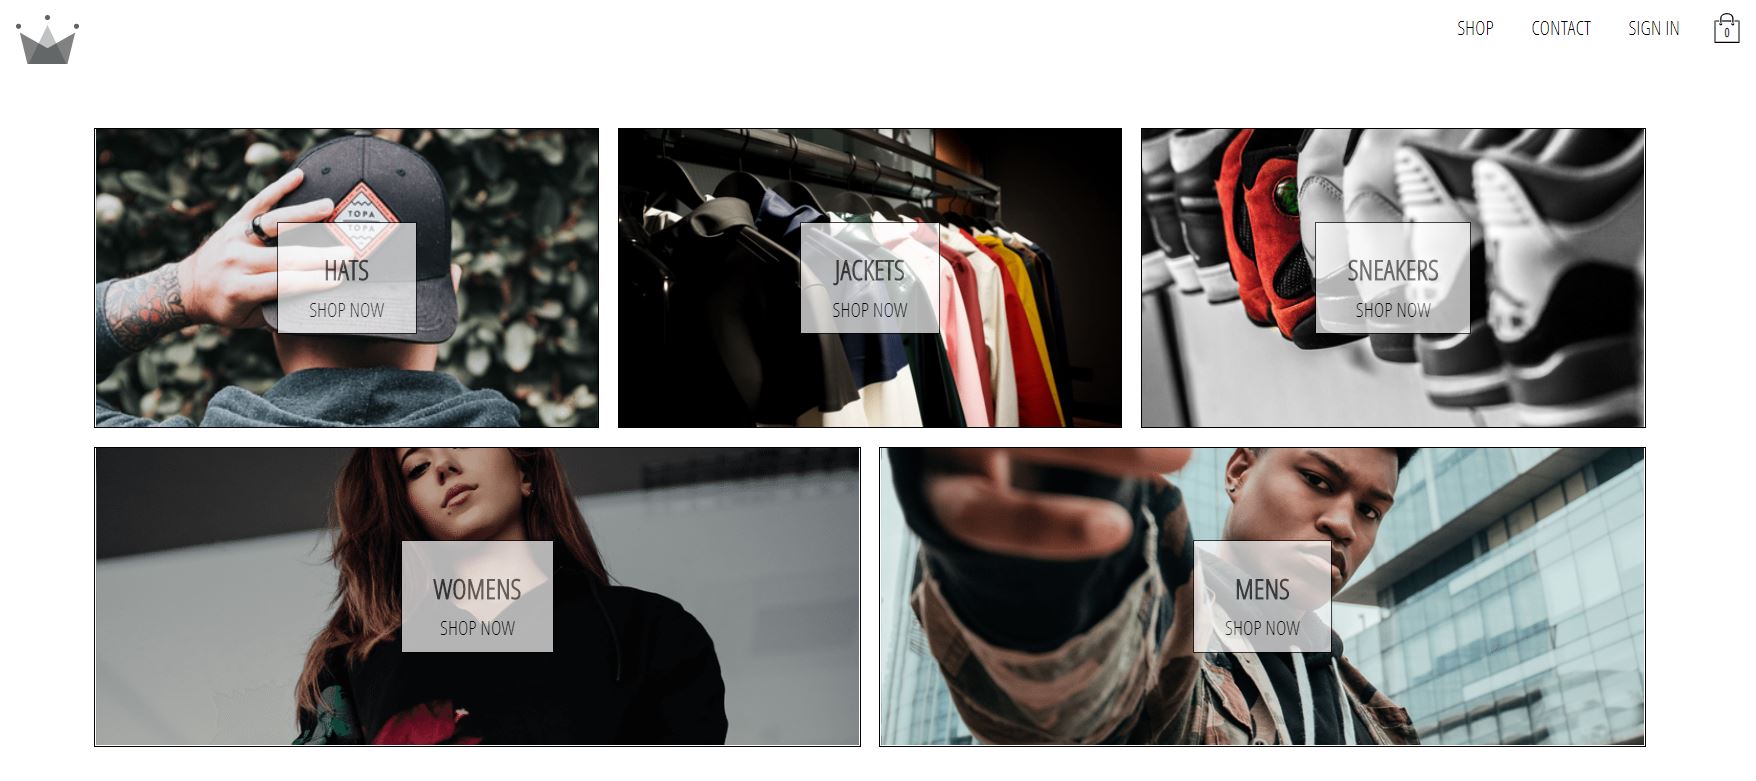 SHOP
CONTACT
SIGN IN
0
TOPA
TOPA
HATS
SHOP NOW
JACKETS
SHOP NOW
SNEAKERS
SHOP NOW
WOMENS
SHOP NOW
MENS
SHOP NOW